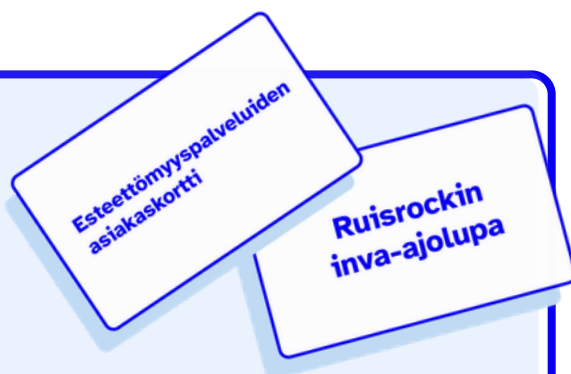 Esteettömyyspalveluiden
asiakaskortti
Ruisrockin
inva-ajolupa